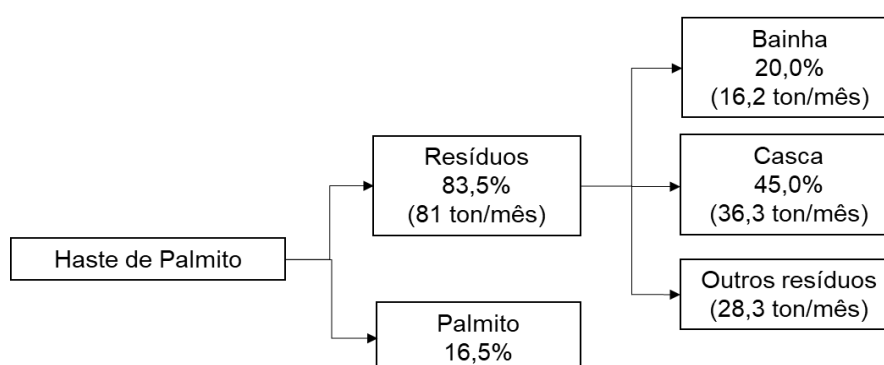 Haste de Palmito
Resíduos
83,5%
(81 ton/mês)
Palmito
16,5%
Bainha
20,0%
(16,2 ton/mês)
Casca
45,0%
(36,3 ton/mês)
Outros resíduos
(28,3 ton/mês)